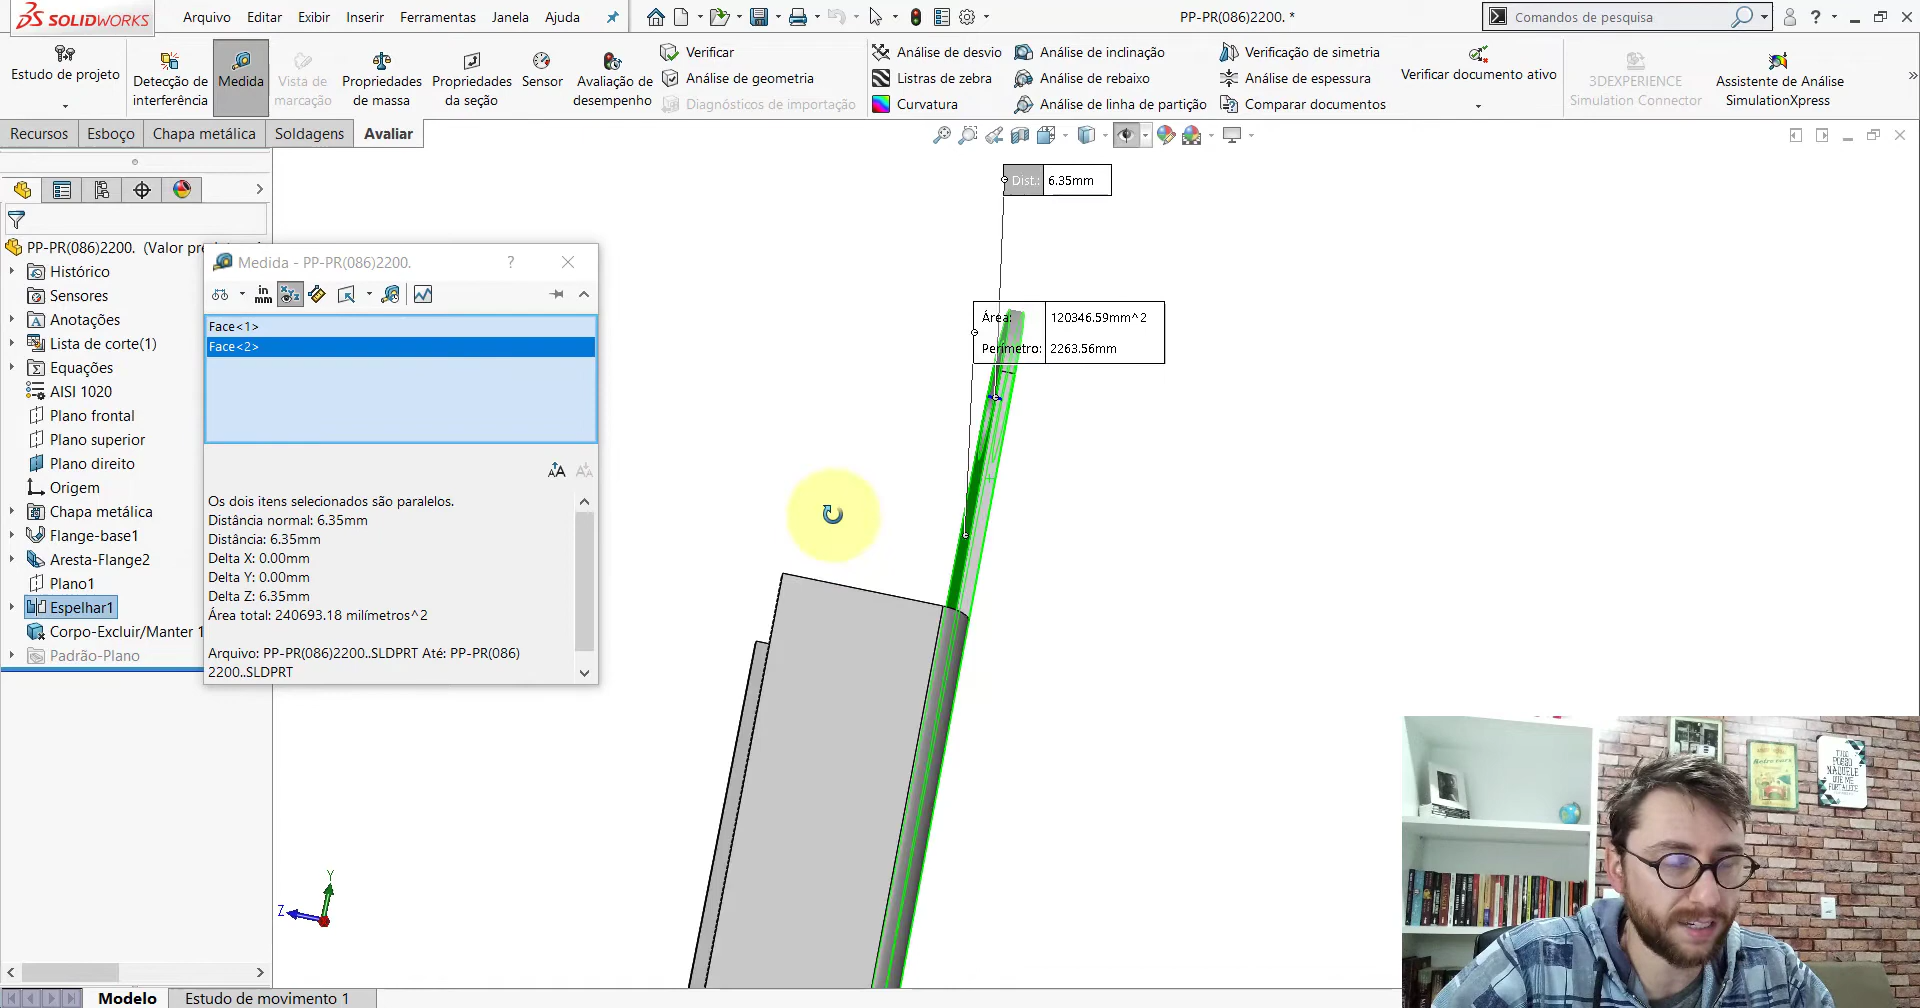 SOLIDWORKS
Arquivo Editar Exibir Inserir Ferramentas Janela Ajuda
PP-PR(086)2200. *
Comandos de pesquisa
Estudo de projeto
Detecção de interferência
Medida
Vista de marcação
Propriedades de massa
Propriedades da seção
Sensor
Avaliação de desempenho
Verificar
Análise de geometria
Diagnósticos de importação
Análise de desvio
Listras de zebra
Curvatura
Análise de inclinação
Análise de rebaixo
Análise de linha de partição
Verificação de simetria
Análise de espessura
Comparar documentos
Verificar documento ativo
3DEXPERIENCE
Simulation Connector
Assistente de Análise
SimulationXpress
Recursos Esboço Chapa metálica Soldagens Avaliar
PP-PR(086)2200. (Valor pre
Histórico
Sensores
Anotações
Lista de corte(1)
Equações
AISI 1020
Plano frontal
Plano superior
Plano direito
Origem
Chapa metálica
Flange-base1
Aresta-Flange2
Plano1
Espelhar1
Corpo-Excluir/Manter 1
Padrão-Plano
Medida - PP-PR(086)2200.
?
in
mm
Face<1>
Face<2>
Os dois itens selecionados são paralelos.
Distância normal: 6.35mm
Distância: 6.35mm
Delta X: 0.00mm
Delta Y: 0.00mm
Delta Z: 6.35mm
Área total: 240693.18 milímetros^2
Arquivo: PP-PR(086)2200..SLDPRT Até: PP-PR(086)
2200..SLDPRT
Dist.: 6.35mm
Área: 120346.59mm^2
Perímetro: 2263.56mm
Y
Z
TUDO
POSSO
NAQUELE
QUE ME
FORTALECE
Modelo Estudo de movimento 1